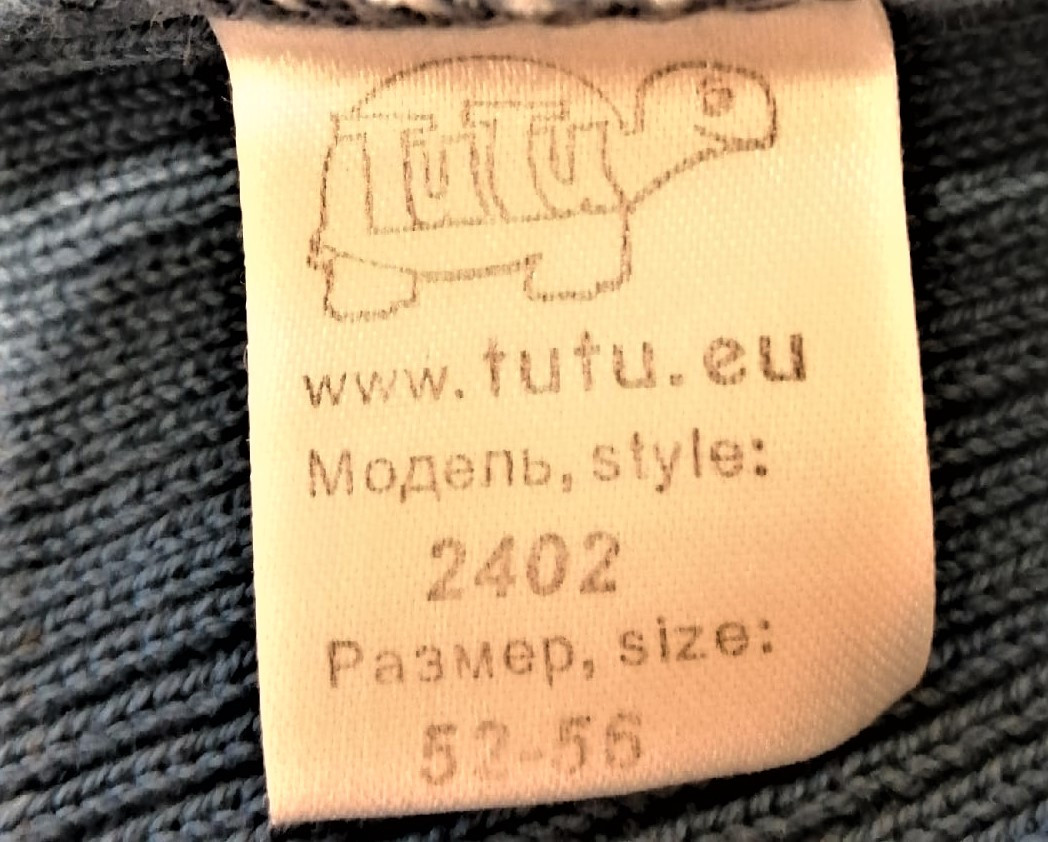 TuTu
www.tutu.eu
Модель, style:
2402
Размер, size:
52-56